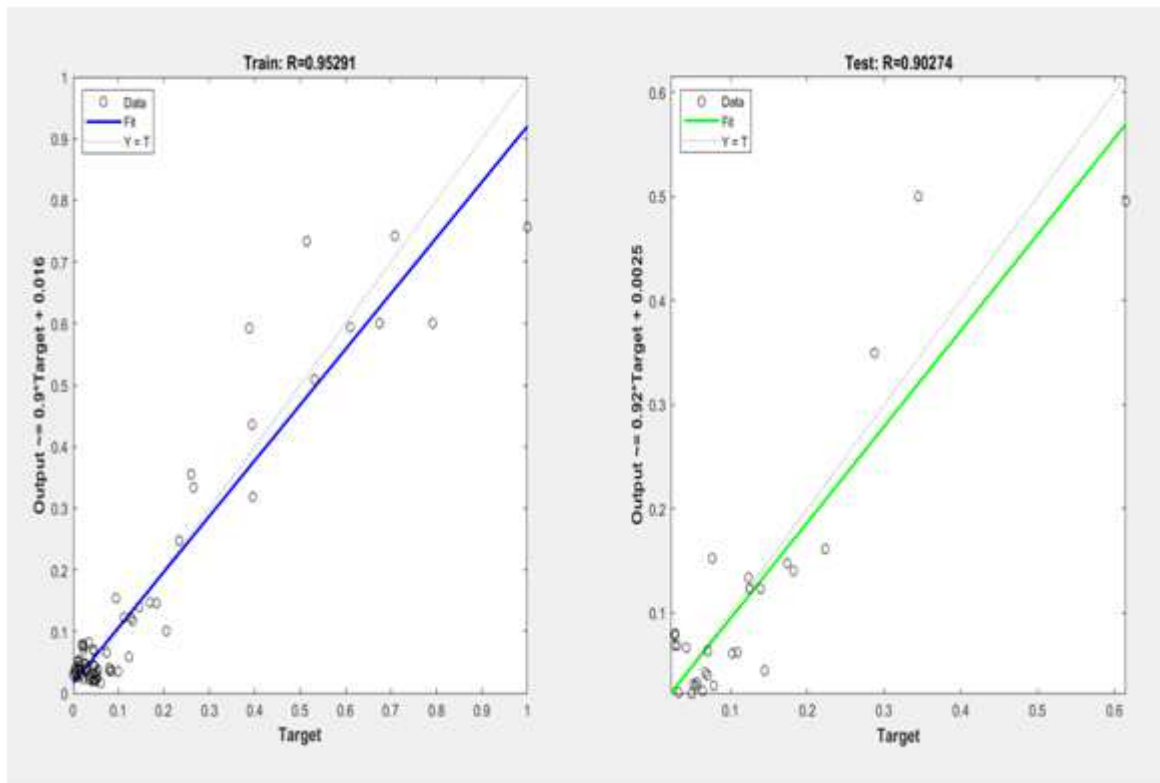 Train: R=0.95291
Data
Fit
Y = T
Output ~= 0.9*Target + 0.016
1
0.9
0.8
0.7
0.6
0.5
0.4
0.3
0.2
0.1
0
0 0.1 0.2 0.3 0.4 0.5 0.6 0.7 0.8 0.9 1
Target
Test: R=0.90274
Data
Fit
Y = T
Output ~= 0.92*Target + 0.0025
0.6
0.5
0.4
0.3
0.2
0.1
0.1 0.2 0.3 0.4 0.5 0.6
Target